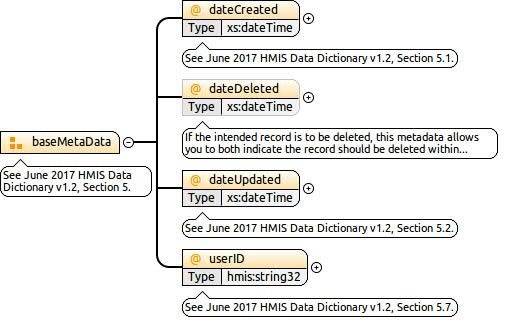 @ dateCreated
Type xs:dateTime
See June 2017 HMIS Data Dictionary v1.2, Section 5.1.
@ dateDeleted
Type xs:dateTime
If the intended record is to be deleted, this metadata allows
you to both indicate the record should be deleted within...
baseMetaData
See June 2017 HMIS Data
Dictionary v1.2, Section 5.
@ dateUpdated
Type xs:dateTime
See June 2017 HMIS Data Dictionary v1.2, Section 5.2.
@ userID
Type hmis:string32
See June 2017 HMIS Data Dictionary v1.2, Section 5.7.